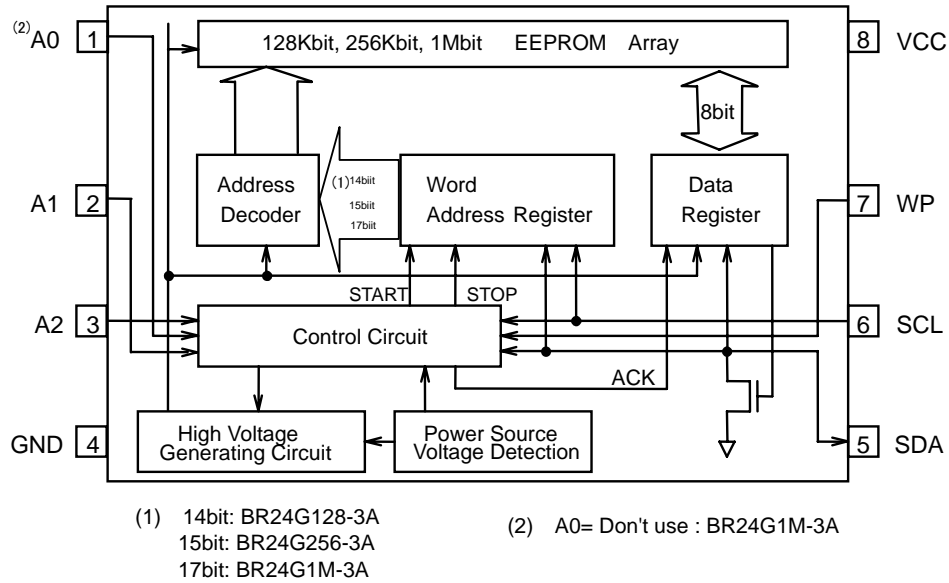 (2)A0 1
128Kbit, 256Kbit, 1Mbit EEPROM Array
8 VCC
8bit
A1 2
Address
Decoder
(1)14biit
15biit
17biit
Word
Address Register
Data
Register
7 WP
START STOP
A2 3
Control Circuit
6 SCL
ACK
GND 4
High Voltage
Generating Circuit
Power Source
Voltage Detection
5 SDA
(1) 14bit: BR24G128-3A
15bit: BR24G256-3A
17bit: BR24G1M-3A
(2) A0= Don't use : BR24G1M-3A